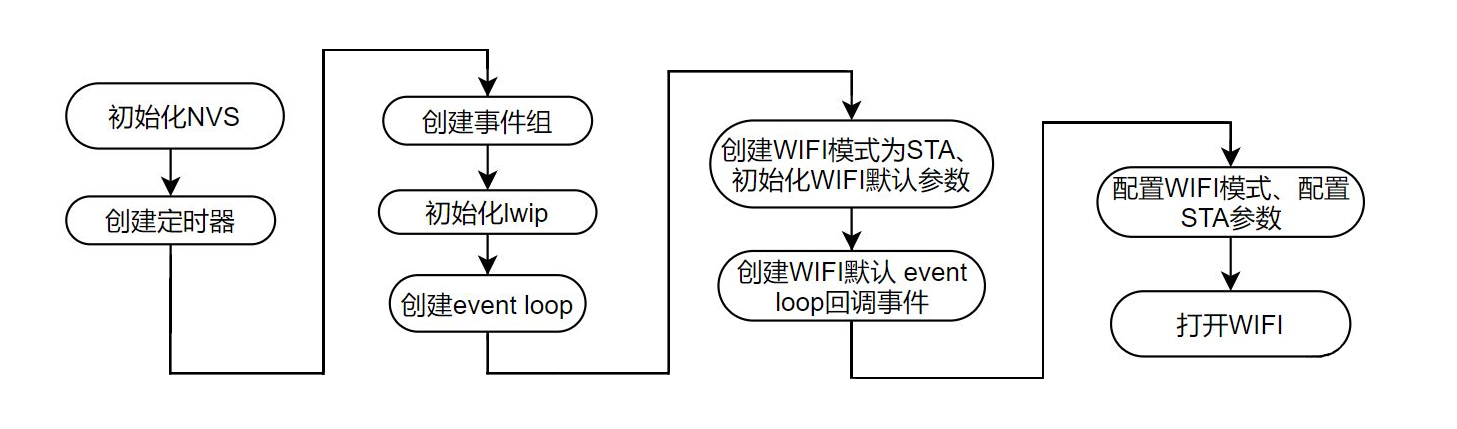 初始化NVS
创建定时器
创建事件组
初始化lwip
创建event loop
创建WIFI模式为STA、
初始化WIFI默认参数
创建WIFI默认 event
loop回调事件
配置WIFI模式、配置
STA参数
打开WIFI